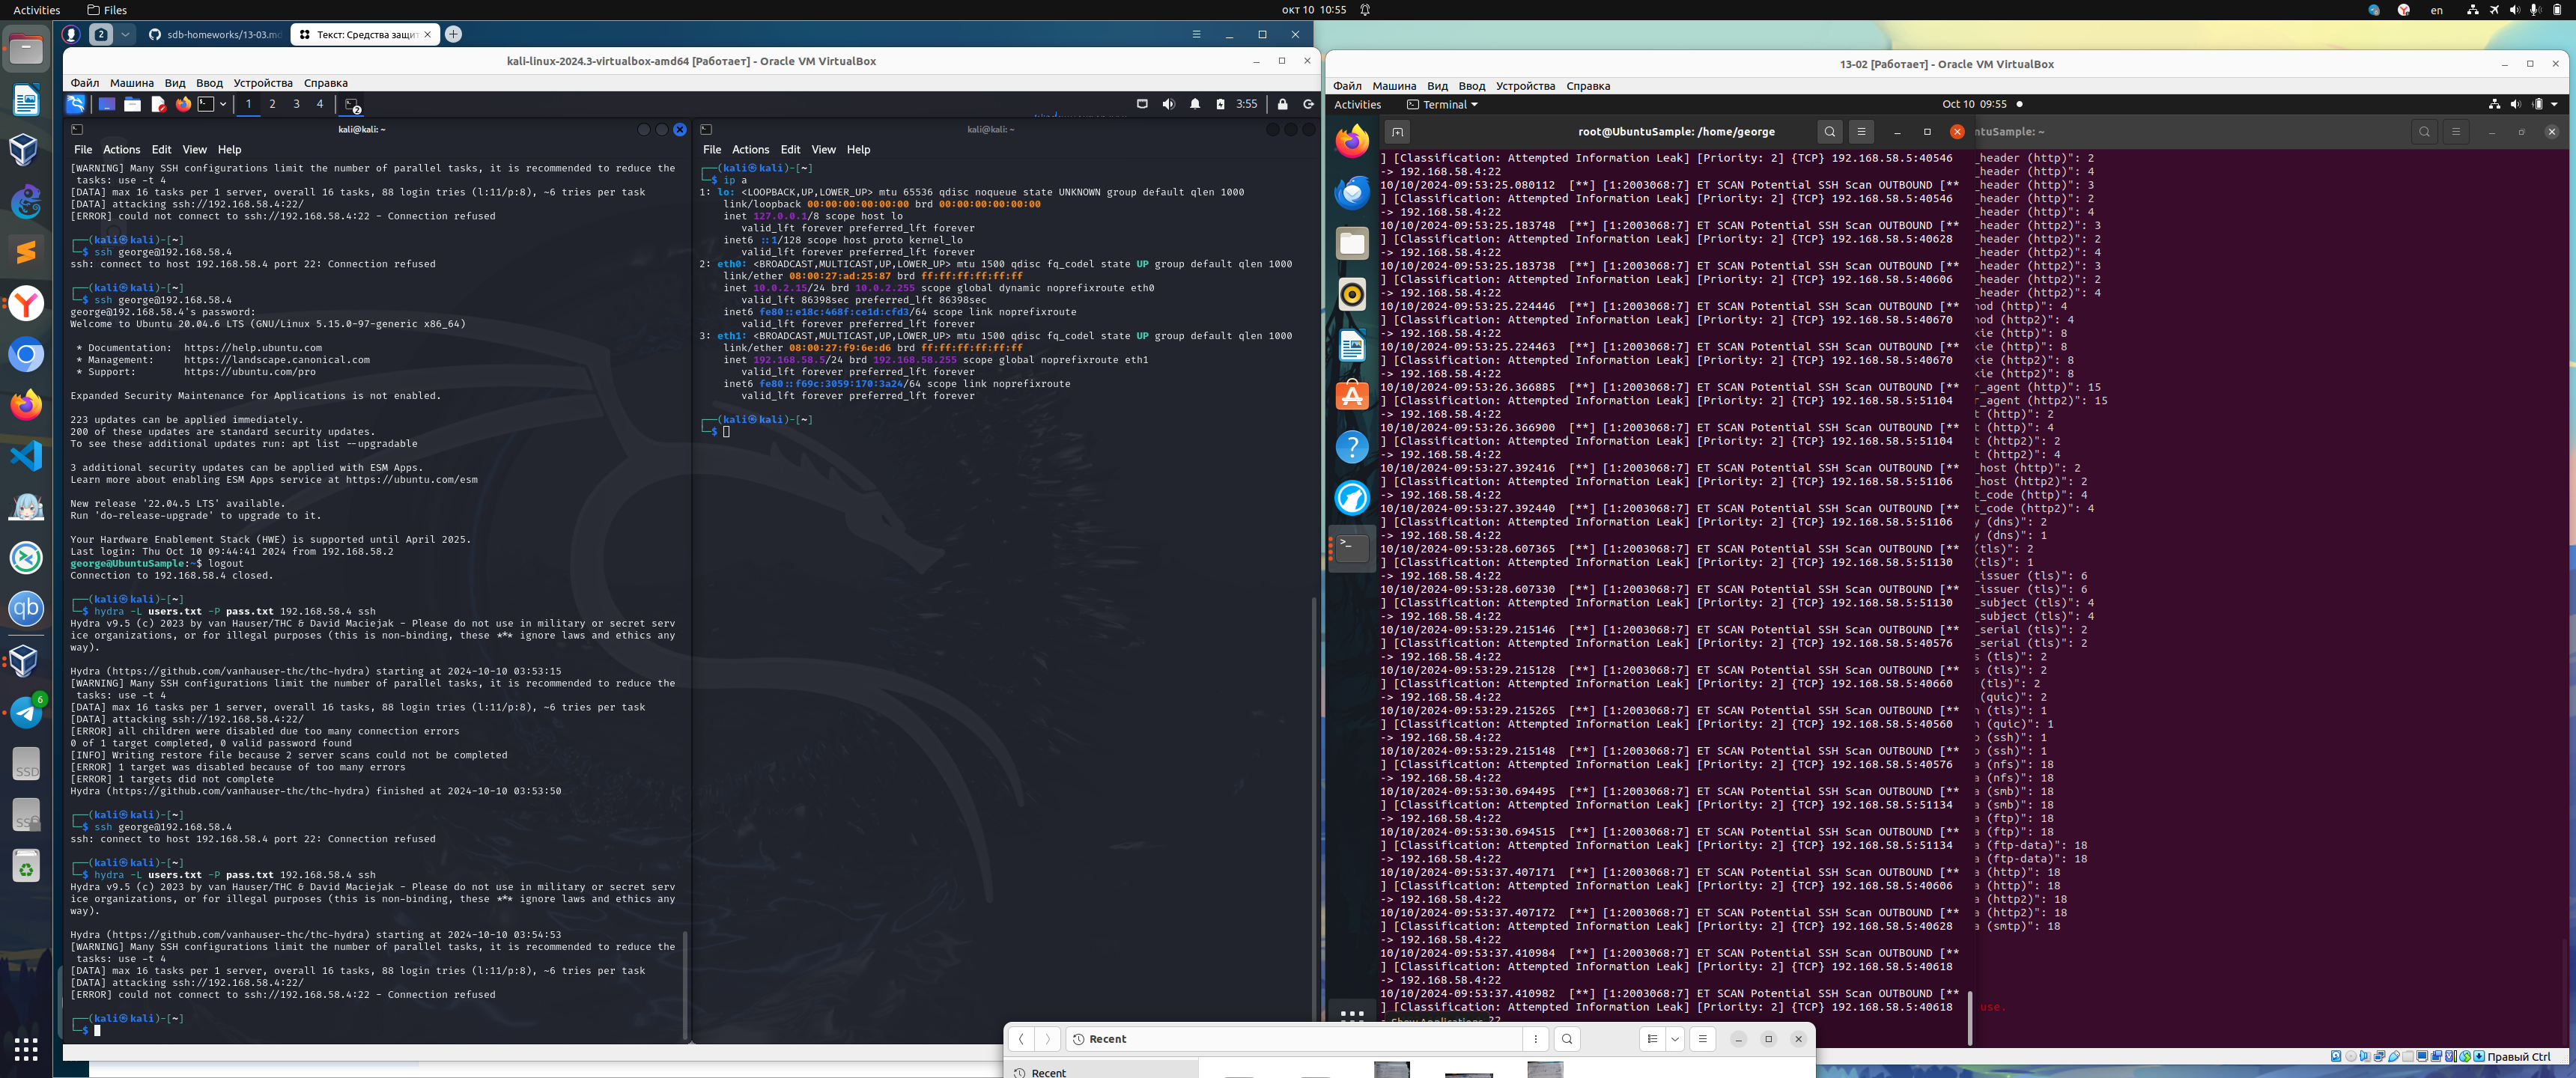 Activities Files окт 10 10:55 en
2 sdb-homeworks/13-03.md Текст: Средства защит
kali-linux-2024.3-virtualbox-amd64 [Работает] - Oracle VM VirtualBox
Файл Машина Вид Ввод Устройства Справка
1 2 3 4 2 3:55
kali@kali: ~
File Actions Edit View Help
[WARNING] Many SSH configurations limit the number of parallel tasks, it is recommended to reduce the
tasks: use -t 4
[DATA] max 16 tasks per 1 server, overall 16 tasks, 88 login tries (l:11/p:8), ~6 tries per task
[DATA] attacking ssh://192.168.58.4:22/
[ERROR] could not connect to ssh://192.168.58.4:22 - Connection refused
┌──(kali㉿kali)-[~]
└─$ ssh george@192.168.58.4
ssh: connect to host 192.168.58.4 port 22: Connection refused
┌──(kali㉿kali)-[~]
└─$ ssh george@192.168.58.4
george@192.168.58.4's password:
Welcome to Ubuntu 20.04.6 LTS (GNU/Linux 5.15.0-97-generic x86_64)
* Documentation: https://help.ubuntu.com
* Management: https://landscape.canonical.com
* Support: https://ubuntu.com/pro
Expanded Security Maintenance for Applications is not enabled.
223 updates can be applied immediately.
200 of these updates are standard security updates.
To see these additional updates run: apt list --upgradable
3 additional security updates can be applied with ESM Apps.
Learn more about enabling ESM Apps service at https://ubuntu.com/esm
New release '22.04.5 LTS' available.
Run 'do-release-upgrade' to upgrade to it.
Your Hardware Enablement Stack (HWE) is supported until April 2025.
Last login: Thu Oct 10 09:44:41 2024 from 192.168.58.2
george@UbuntuSample:~$ logout
Connection to 192.168.58.4 closed.
┌──(kali㉿kali)-[~]
└─$ hydra -L users.txt -P pass.txt 192.168.58.4 ssh
Hydra v9.5 (c) 2023 by van Hauser/THC & David Maciejak - Please do not use in military or secret serv
ice organizations, or for illegal purposes (this is non-binding, these *** ignore laws and ethics any
way).
Hydra (https://github.com/vanhauser-thc/thc-hydra) starting at 2024-10-10 03:53:15
[WARNING] Many SSH configurations limit the number of parallel tasks, it is recommended to reduce the
tasks: use -t 4
[DATA] max 16 tasks per 1 server, overall 16 tasks, 88 login tries (l:11/p:8), ~6 tries per task
[DATA] attacking ssh://192.168.58.4:22/
[ERROR] all children were disabled due too many connection errors
0 of 1 target completed, 0 valid password found
[INFO] Writing restore file because 2 server scans could not be completed
[ERROR] 1 target was disabled because of too many errors
[ERROR] 1 targets did not complete
Hydra (https://github.com/vanhauser-thc/thc-hydra) finished at 2024-10-10 03:53:50
┌──(kali㉿kali)-[~]
└─$ ssh george@192.168.58.4
ssh: connect to host 192.168.58.4 port 22: Connection refused
┌──(kali㉿kali)-[~]
└─$ hydra -L users.txt -P pass.txt 192.168.58.4 ssh
Hydra v9.5 (c) 2023 by van Hauser/THC & David Maciejak - Please do not use in military or secret serv
ice organizations, or for illegal purposes (this is non-binding, these *** ignore laws and ethics any
way).
Hydra (https://github.com/vanhauser-thc/thc-hydra) starting at 2024-10-10 03:54:53
[WARNING] Many SSH configurations limit the number of parallel tasks, it is recommended to reduce the
tasks: use -t 4
[DATA] max 16 tasks per 1 server, overall 16 tasks, 88 login tries (l:11/p:8), ~6 tries per task
[DATA] attacking ssh://192.168.58.4:22/
[ERROR] could not connect to ssh://192.168.58.4:22 - Connection refused
┌──(kali㉿kali)-[~]
└─$
kali@kali: ~
File Actions Edit View Help
┌──(kali㉿kali)-[~]
└─$ ip a
1: lo: <LOOPBACK,UP,LOWER_UP> mtu 65536 qdisc noqueue state UNKNOWN group default qlen 1000
link/loopback 00:00:00:00:00:00 brd 00:00:00:00:00:00
inet 127.0.0.1/8 scope host lo
valid_lft forever preferred_lft forever
inet6 ::1/128 scope host proto kernel_lo
valid_lft forever preferred_lft forever
2: eth0: <BROADCAST,MULTICAST,UP,LOWER_UP> mtu 1500 qdisc fq_codel state UP group default qlen 1000
link/ether 08:00:27:ad:25:87 brd ff:ff:ff:ff:ff:ff
inet 10.0.2.15/24 brd 10.0.2.255 scope global dynamic noprefixroute eth0
valid_lft 86398sec preferred_lft 86398sec
inet6 fe80::e18c:468f:ce1d:cfd3/64 scope link noprefixroute
valid_lft forever preferred_lft forever
3: eth1: <BROADCAST,MULTICAST,UP,LOWER_UP> mtu 1500 qdisc fq_codel state UP group default qlen 1000
link/ether 08:00:27:f9:6e:d6 brd ff:ff:ff:ff:ff:ff
inet 192.168.58.5/24 brd 192.168.58.255 scope global noprefixroute eth1
valid_lft forever preferred_lft forever
inet6 fe80::f69c:3059:170:3a24/64 scope link noprefixroute
valid_lft forever preferred_lft forever
┌──(kali㉿kali)-[~]
└─$
13-02 [Работает] - Oracle VM VirtualBox
Файл Машина Вид Ввод Устройства Справка
Activities Terminal Oct 10 09:55
root@UbuntuSample: /home/george ntuSample: ~
] [Classification: Attempted Information Leak] [Priority: 2] {TCP} 192.168.58.5:40546 _header (http)": 2
-> 192.168.58.4:22 _header (http2)": 4
10/10/2024-09:53:25.080112 [**] [1:2003068:7] ET SCAN Potential SSH Scan OUTBOUND [** _header (http)": 3
] [Classification: Attempted Information Leak] [Priority: 2] {TCP} 192.168.58.5:40546 _header (http2)": 2
-> 192.168.58.4:22 _header (http)": 4
10/10/2024-09:53:25.183748 [**] [1:2003068:7] ET SCAN Potential SSH Scan OUTBOUND [** _header (http2)": 3
] [Classification: Attempted Information Leak] [Priority: 2] {TCP} 192.168.58.5:40628 _header (http2)": 2
-> 192.168.58.4:22 _header (http2)": 4
10/10/2024-09:53:25.183738 [**] [1:2003068:7] ET SCAN Potential SSH Scan OUTBOUND [** _header (http2)": 3
] [Classification: Attempted Information Leak] [Priority: 2] {TCP} 192.168.58.5:40606 _header (http2)": 2
-> 192.168.58.4:22 _header (http2)": 4
10/10/2024-09:53:25.224446 [**] [1:2003068:7] ET SCAN Potential SSH Scan OUTBOUND [** nod (http)": 4
] [Classification: Attempted Information Leak] [Priority: 2] {TCP} 192.168.58.5:40670 nod (http2)": 4
-> 192.168.58.4:22 kie (http)": 8
10/10/2024-09:53:25.224463 [**] [1:2003068:7] ET SCAN Potential SSH Scan OUTBOUND [** kie (http)": 8
] [Classification: Attempted Information Leak] [Priority: 2] {TCP} 192.168.58.5:40670 kie (http2)": 8
-> 192.168.58.4:22 kie (http2)": 8
10/10/2024-09:53:26.366885 [**] [1:2003068:7] ET SCAN Potential SSH Scan OUTBOUND [** r_agent (http)": 15
] [Classification: Attempted Information Leak] [Priority: 2] {TCP} 192.168.58.5:51104 r_agent (http2)": 15
-> 192.168.58.4:22 t (http)": 2
10/10/2024-09:53:26.366900 [**] [1:2003068:7] ET SCAN Potential SSH Scan OUTBOUND [** t (http)": 4
] [Classification: Attempted Information Leak] [Priority: 2] {TCP} 192.168.58.5:51104 t (http2)": 2
-> 192.168.58.4:22 t (http2)": 4
10/10/2024-09:53:27.392416 [**] [1:2003068:7] ET SCAN Potential SSH Scan OUTBOUND [** _host (http)": 2
] [Classification: Attempted Information Leak] [Priority: 2] {TCP} 192.168.58.5:51106 _host (http2)": 2
-> 192.168.58.4:22 t_code (http)": 4
10/10/2024-09:53:27.392440 [**] [1:2003068:7] ET SCAN Potential SSH Scan OUTBOUND [** t_code (http2)": 4
] [Classification: Attempted Information Leak] [Priority: 2] {TCP} 192.168.58.5:51106 y (dns)": 2
-> 192.168.58.4:22 y (dns)": 1
10/10/2024-09:53:28.607365 [**] [1:2003068:7] ET SCAN Potential SSH Scan OUTBOUND [** (tls)": 2
] [Classification: Attempted Information Leak] [Priority: 2] {TCP} 192.168.58.5:51130 (tls)": 1
-> 192.168.58.4:22 _issuer (tls)": 6
10/10/2024-09:53:28.607330 [**] [1:2003068:7] ET SCAN Potential SSH Scan OUTBOUND [** _issuer (tls)": 6
] [Classification: Attempted Information Leak] [Priority: 2] {TCP} 192.168.58.5:51130 _subject (tls)": 4
-> 192.168.58.4:22 _subject (tls)": 4
10/10/2024-09:53:29.215146 [**] [1:2003068:7] ET SCAN Potential SSH Scan OUTBOUND [** _serial (tls)": 2
] [Classification: Attempted Information Leak] [Priority: 2] {TCP} 192.168.58.5:40576 _serial (tls)": 2
-> 192.168.58.4:22 s (tls)": 2
10/10/2024-09:53:29.215128 [**] [1:2003068:7] ET SCAN Potential SSH Scan OUTBOUND [** s (tls)": 2
] [Classification: Attempted Information Leak] [Priority: 2] {TCP} 192.168.58.5:40660 (tls)": 2
-> 192.168.58.4:22 (quic)": 2
10/10/2024-09:53:29.215265 [**] [1:2003068:7] ET SCAN Potential SSH Scan OUTBOUND [** n (tls)": 1
] [Classification: Attempted Information Leak] [Priority: 2] {TCP} 192.168.58.5:40560 n (quic)": 1
-> 192.168.58.4:22 o (ssh)": 1
10/10/2024-09:53:29.215148 [**] [1:2003068:7] ET SCAN Potential SSH Scan OUTBOUND [** o (ssh)": 1
] [Classification: Attempted Information Leak] [Priority: 2] {TCP} 192.168.58.5:40576 a (nfs)": 18
-> 192.168.58.4:22 a (nfs)": 18
10/10/2024-09:53:30.694495 [**] [1:2003068:7] ET SCAN Potential SSH Scan OUTBOUND [** a (smb)": 18
] [Classification: Attempted Information Leak] [Priority: 2] {TCP} 192.168.58.5:51134 a (smb)": 18
-> 192.168.58.4:22 a (ftp)": 18
10/10/2024-09:53:30.694515 [**] [1:2003068:7] ET SCAN Potential SSH Scan OUTBOUND [** a (ftp)": 18
] [Classification: Attempted Information Leak] [Priority: 2] {TCP} 192.168.58.5:51134 a (ftp-data)": 18
-> 192.168.58.4:22 a (ftp-data)": 18
10/10/2024-09:53:37.407171 [**] [1:2003068:7] ET SCAN Potential SSH Scan OUTBOUND [** a (http)": 18
] [Classification: Attempted Information Leak] [Priority: 2] {TCP} 192.168.58.5:40606 a (http)": 18
-> 192.168.58.4:22 a (http2)": 18
10/10/2024-09:53:37.407172 [**] [1:2003068:7] ET SCAN Potential SSH Scan OUTBOUND [** a (http2)": 18
] [Classification: Attempted Information Leak] [Priority: 2] {TCP} 192.168.58.5:40628 a (smtp)": 18
-> 192.168.58.4:22
10/10/2024-09:53:37.410984 [**] [1:2003068:7] ET SCAN Potential SSH Scan OUTBOUND [**
] [Classification: Attempted Information Leak] [Priority: 2] {TCP} 192.168.58.5:40618
-> 192.168.58.4:22
10/10/2024-09:53:37.410982 [**] [1:2003068:7] ET SCAN Potential SSH Scan OUTBOUND [**
] [Classification: Attempted Information Leak] [Priority: 2] {TCP} 192.168.58.5:40618 use.
Show Applications
Recent
Recent
Правый Ctrl
SSD
6